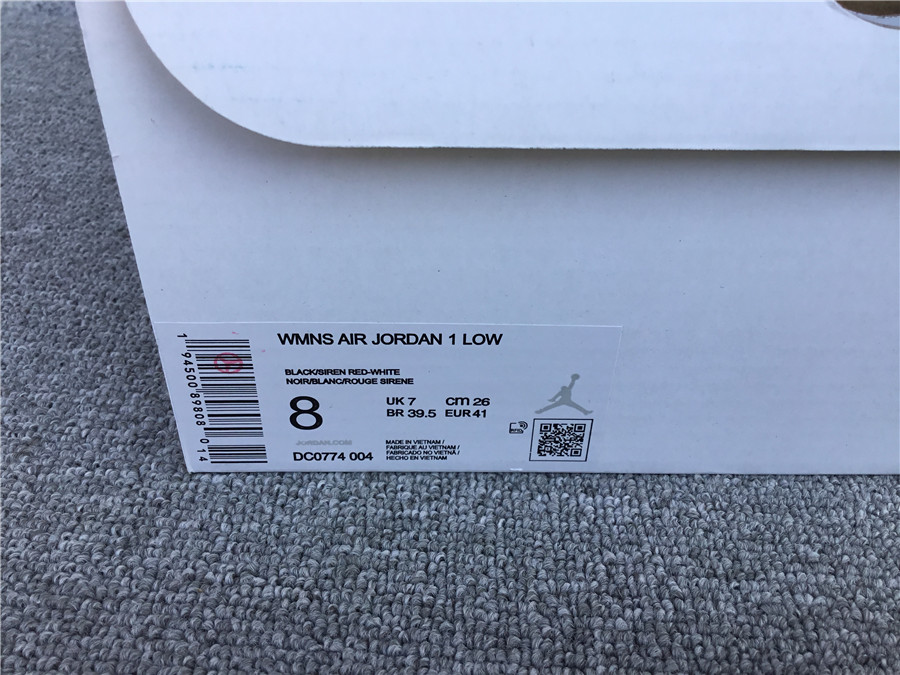 WMNS AIR JORDAN 1 LOW
BLACK/SIREN RED-WHITE
NOIR/BLANC/ROUGE SIRENE
8
UK 7 cm 26
BR 39.5 EUR 41
JORDAN.COM
DC0774 004
MADE IN VIETNAM /
FABRIQUE AU VIETNAM /
FABRICADO NO VIETNÃ /
HECHO EN VIETNAM
1 94500 89808 014